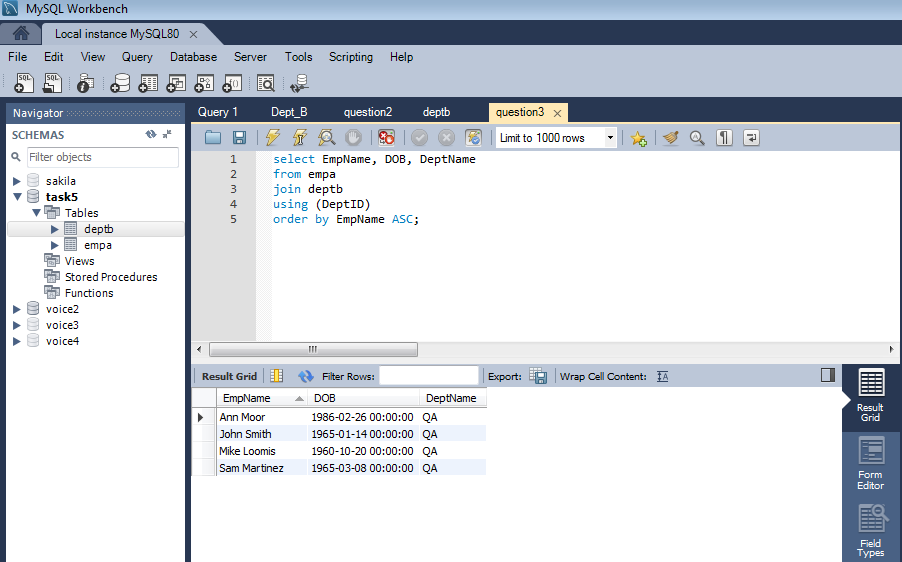 MySQL Workbench
Local instance MySQL80
File Edit View Query Database Server Tools Scripting Help
SQL SQL
Navigator
SCHEMAS
Filter objects
sakila
task5
Tables
deptb
empa
Views
Stored Procedures
Functions
voice2
voice3
voice4
Query 1 Dept_B question2 deptb question3
Limit to 1000 rows
1 select EmpName, DOB, DeptName
2 from empa
3 join deptb
4 using (DeptID)
5 order by EmpName ASC;
Result Grid Filter Rows: Export: Wrap Cell Content: IA
EmpName DOB DeptName
Ann Moor 1986-02-26 00:00:00 QA
John Smith 1965-01-14 00:00:00 QA
Mike Loomis 1960-10-20 00:00:00 QA
Sam Martinez 1965-03-08 00:00:00 QA
Result
Grid
Form
Editor
Field
Types